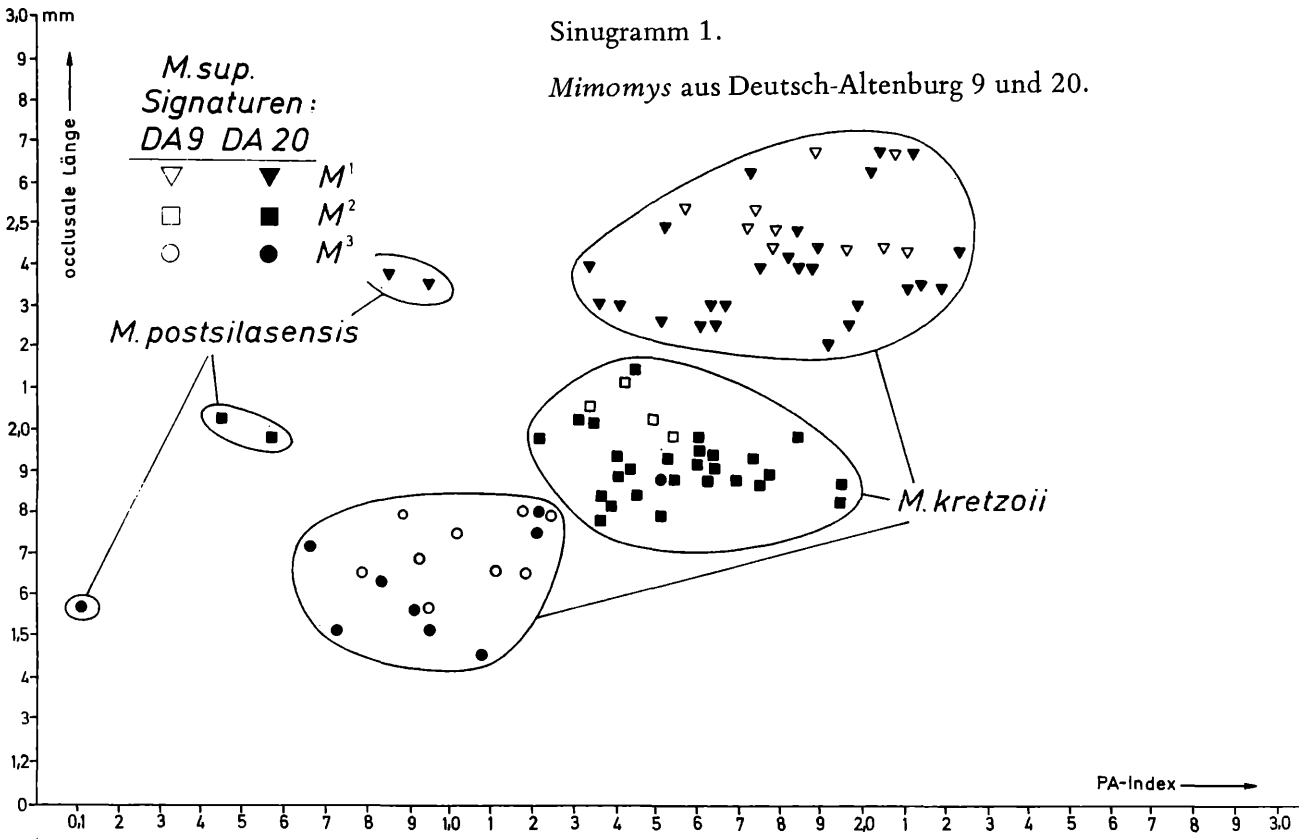 Sinugramm 1.
Mimomys aus Deutsch-Altenburg 9 und 20.
3,0 mm
9
8
7
6
2,5
4
3
2
1
2,0
9
8
7
6
1,5
4
3
1,2
0
occlusale Länge
M. sup.
Signaturen:
DA 9 DA 20
M¹
M²
M³
M. postsilasensis
M. kretzoii
PA-Index
0,1 2 3 4 5 6 7 8 9 1,0 1 2 3 4 5 6 7 8 9 2,0 1 2 3 4 5 6 7 8 9 3,0